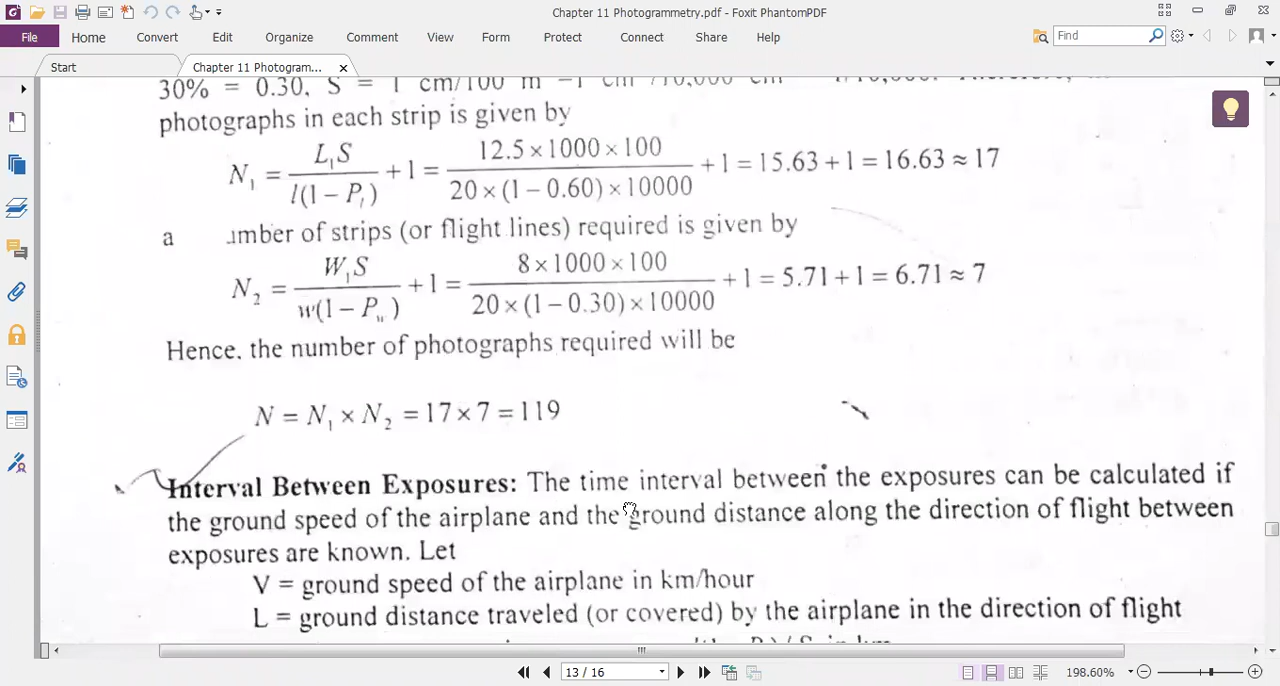 Chapter 11 Photogrammetry.pdf - Foxit PhantomPDF
File Home Convert Edit Organize Comment View Form Protect Connect Share Help
Find
Start Chapter 11 Photogram...
30% = 0.30, S = 1 cm/100 m
photographs in each strip is given by
N₁ = L₁S / l(1 − Pₗ) + 1 = 12.5 × 1000 × 100 / 20 × (1 − 0.60) × 10000 + 1 = 15.63 + 1 = 16.63 ≈ 17
a umber of strips (or flight lines) required is given by
N₂ = W₁S / w(1 − P_w) + 1 = 8 × 1000 × 100 / 20 × (1 − 0.30) × 10000 + 1 = 5.71 + 1 = 6.71 ≈ 7
Hence, the number of photographs required will be
N = N₁ × N₂ = 17 × 7 = 119
Interval Between Exposures: The time interval between the exposures can be calculated if
the ground speed of the airplane and the ground distance along the direction of flight between
exposures are known. Let
V = ground speed of the airplane in km/hour
L = ground distance traveled (or covered) by the airplane in the direction of flight
13 / 16
198.60%